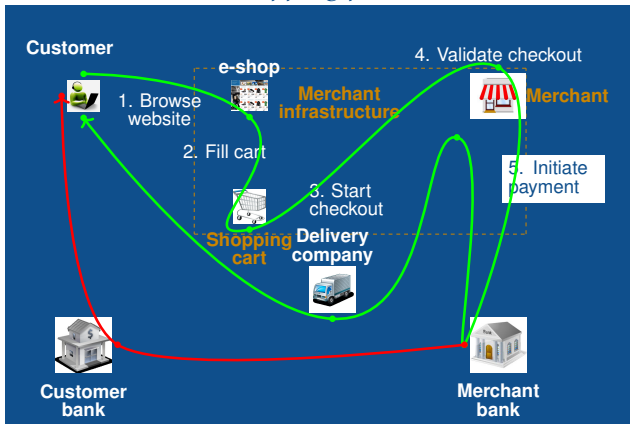 Customer
e-shop
4. Validate checkout
1. Browse
website
Merchant
infrastructure
Merchant
2. Fill cart
5. Initiate
payment
3. Start
checkout
Shopping
cart
Delivery
company
Customer
bank
Merchant
bank